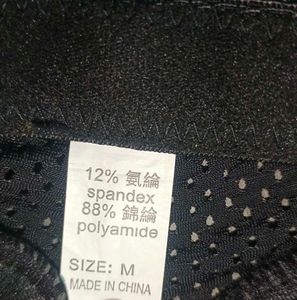 12% 氨綸
spandex
88% 錦綸
polyamide
SIZE: M
MADE IN CHINA